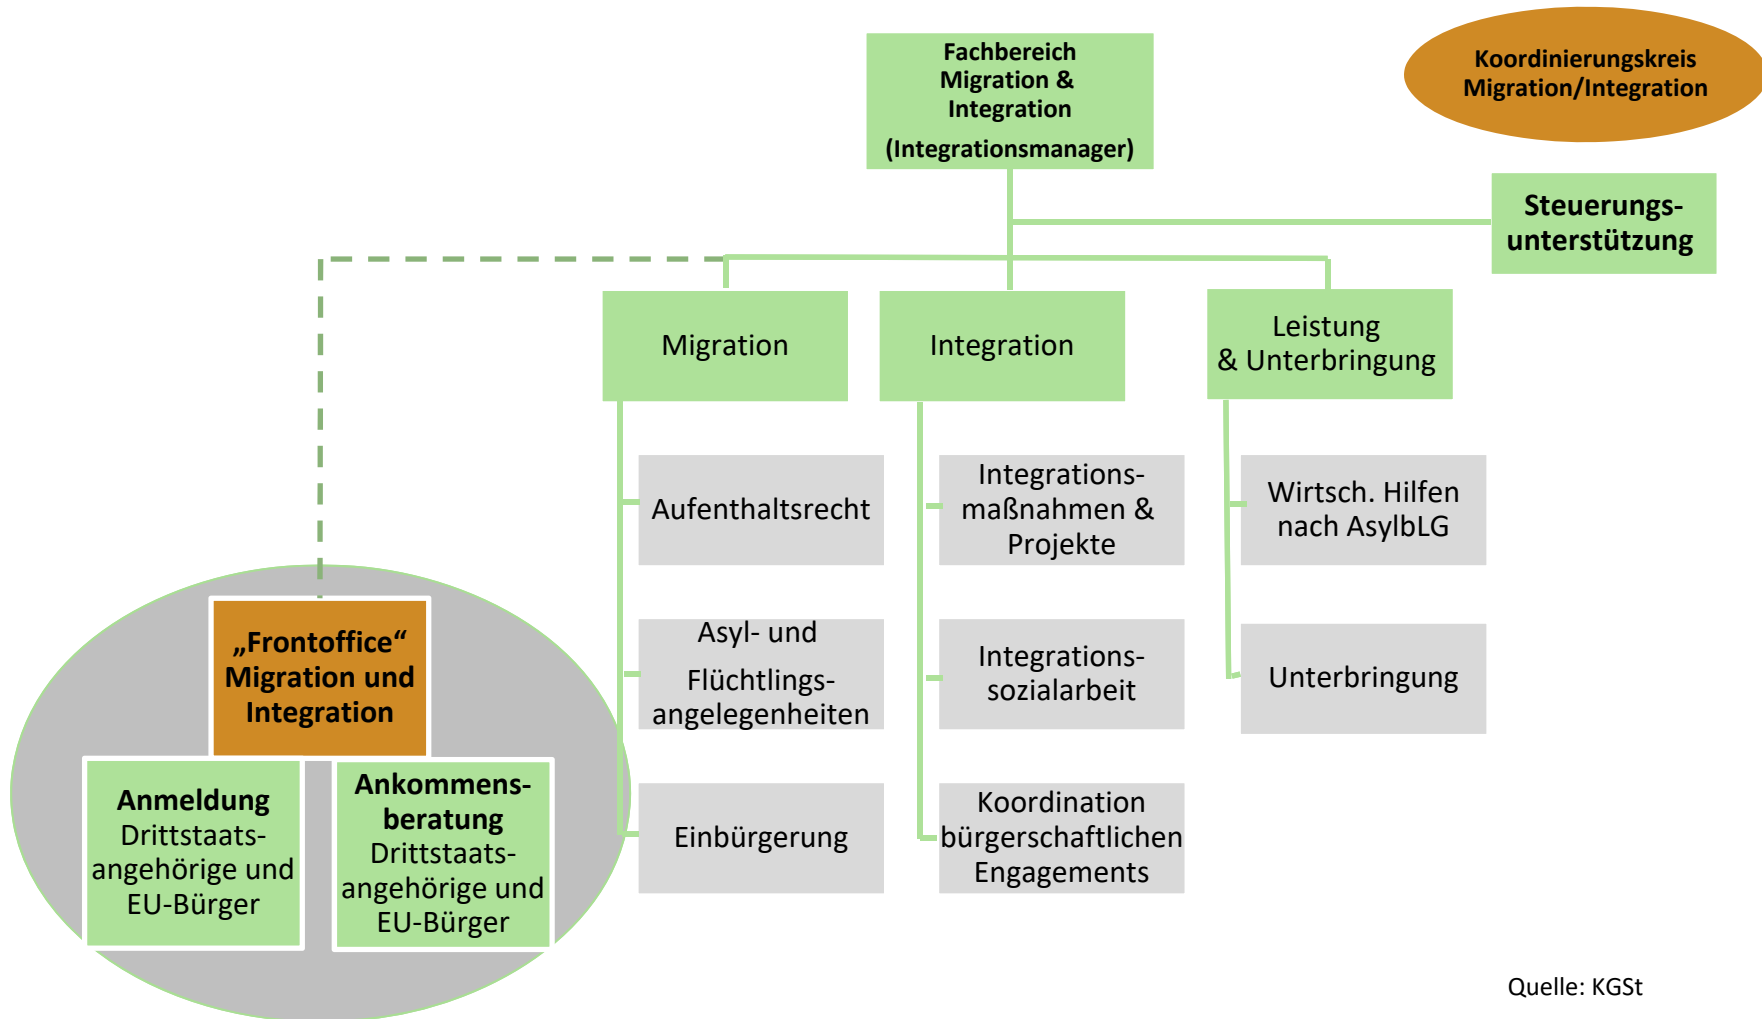 Fachbereich
Migration &
Integration
(Integrationsmanager)
Koordinierungskreis
Migration/Integration
Steuerungs-
unterstützung
Migration
Integration
Leistung
& Unterbringung
Aufenthaltsrecht
Asyl- und
Flüchtlings-
angelegenheiten
Einbürgerung
Integrations-
maßnahmen &
Projekte
Integrations-
sozialarbeit
Koordination
bürgerschaftlichen
Engagements
Wirtsch. Hilfen
nach AsylbLG
Unterbringung
„Frontoffice“
Migration und
Integration
Anmeldung
Drittstaats-
angehörige und
EU-Bürger
Ankommens-
beratung
Drittstaats-
angehörige und
EU-Bürger
Quelle: KGSt